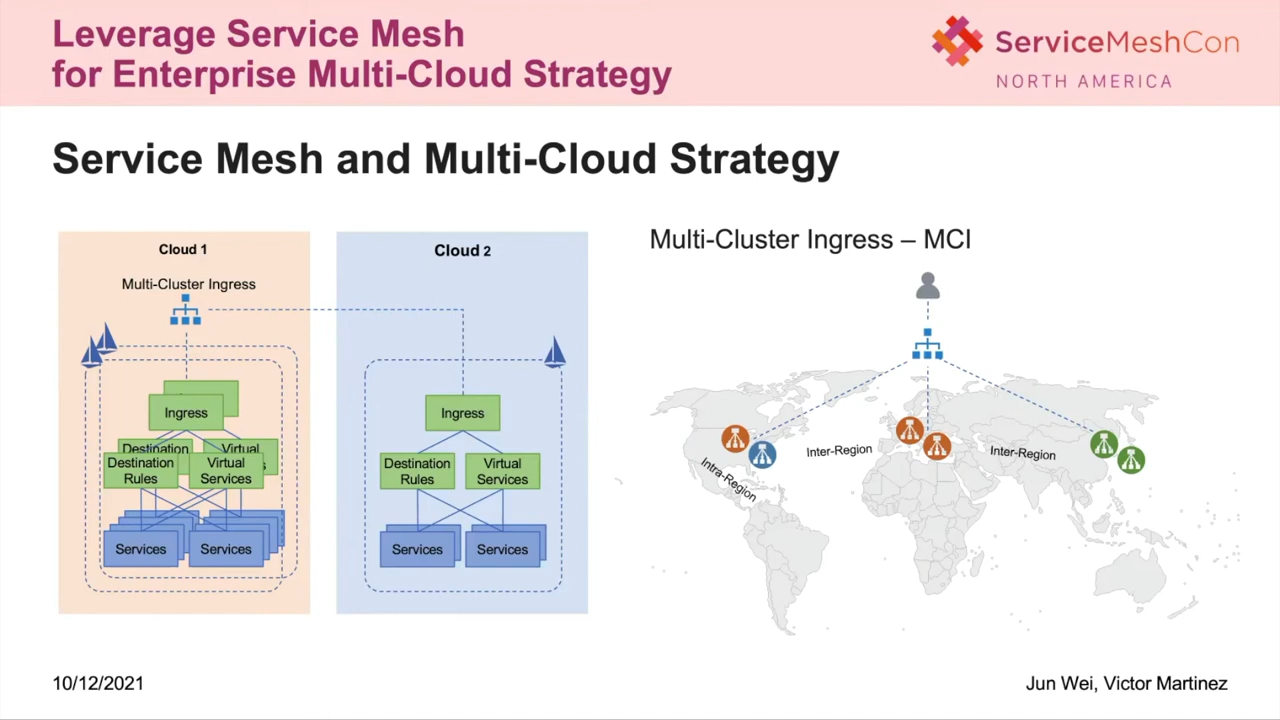 Leverage Service Mesh
for Enterprise Multi-Cloud Strategy
ServiceMeshCon
NORTH AMERICA
Service Mesh and Multi-Cloud Strategy
Cloud 1
Multi-Cluster Ingress
Ingress
Destination
Virtual
s
Destination
Rules
Virtual
Services
Services
Services
Cloud 2
Ingress
Destination
Rules
Virtual
Services
Services
Services
Multi-Cluster Ingress – MCI
Intra-Region
Inter-Region
Inter-Region
10/12/2021
Jun Wei, Victor Martinez